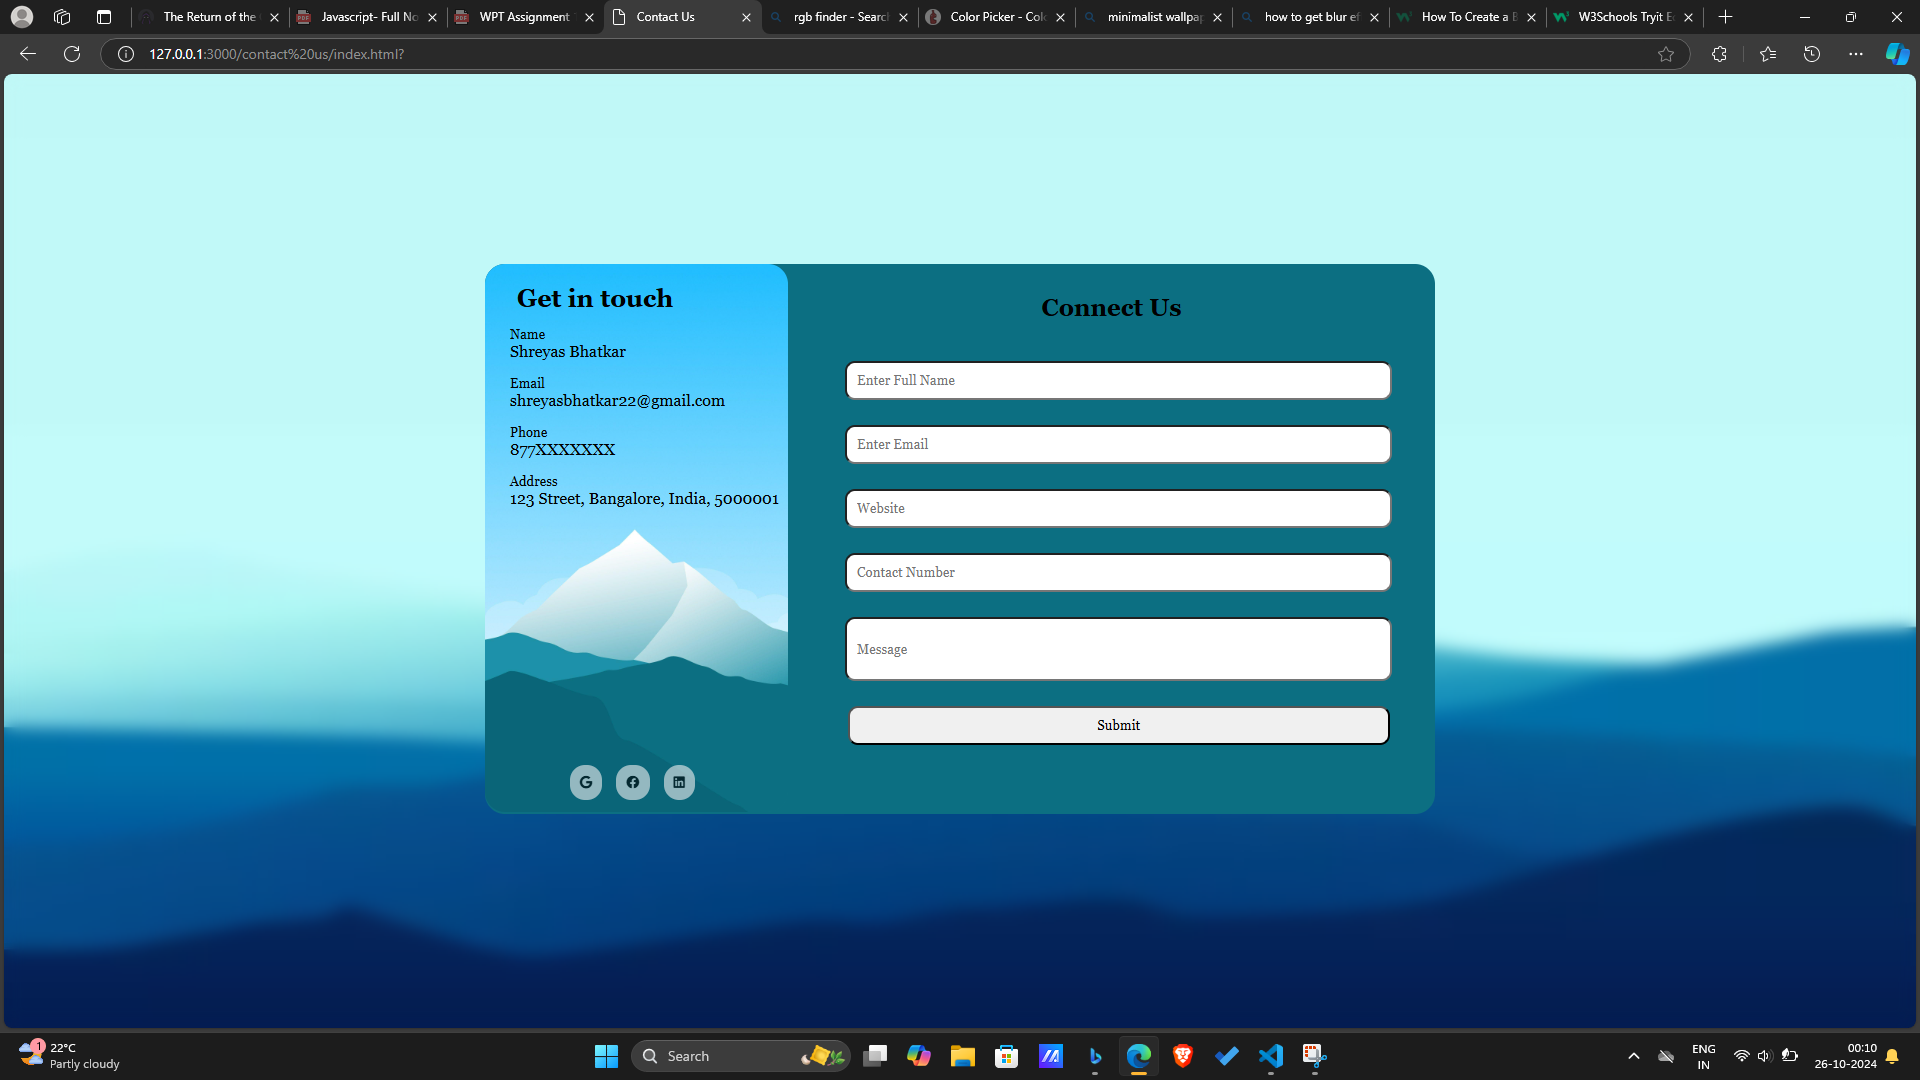 The Return of the
Javascript- Full No
WPT Assignment
Contact Us
rgb finder - Searc
Color Picker - Col
minimalist wallpap
how to get blur ef
How To Create a B
W3Schools Tryit E
127.0.0.1:3000/contact%20us/index.html?
Get in touch
Name
Shreyas Bhatkar
Email
shreyasbhatkar22@gmail.com
Phone
877XXXXXXX
Address
123 Street, Bangalore, India, 5000001
Connect Us
Enter Full Name
Enter Email
Website
Contact Number
Message
Submit
1
22°C
Partly cloudy
Search
ENG
IN
00:10
26-10-2024